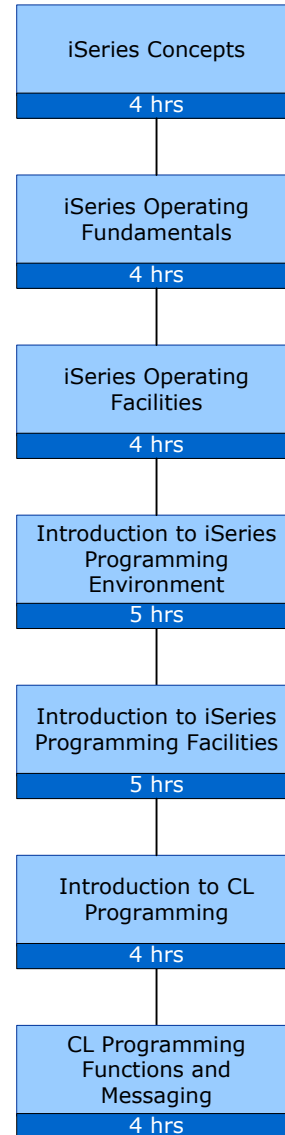 iSeries Concepts
4 hrs
iSeries Operating
Fundamentals
4 hrs
iSeries Operating
Facilities
4 hrs
Introduction to iSeries
Programming
Environment
5 hrs
Introduction to iSeries
Programming Facilities
5 hrs
Introduction to CL
Programming
4 hrs
CL Programming
Functions and
Messaging
4 hrs